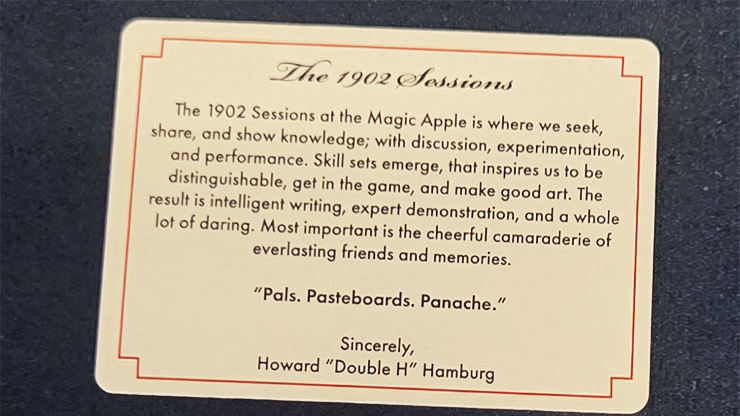 The 1902 Sessions
The 1902 Sessions at the Magic Apple is where we seek,
share, and show knowledge; with discussion, experimentation,
and performance. Skill sets emerge, that inspires us to be
distinguishable, get in the game, and make good art. The
result is intelligent writing, expert demonstration, and a whole
lot of daring. Most important is the cheerful camaraderie of
everlasting friends and memories.
“Pals. Pasteboards. Panache.”
Sincerely,
Howard “Double H” Hamburg